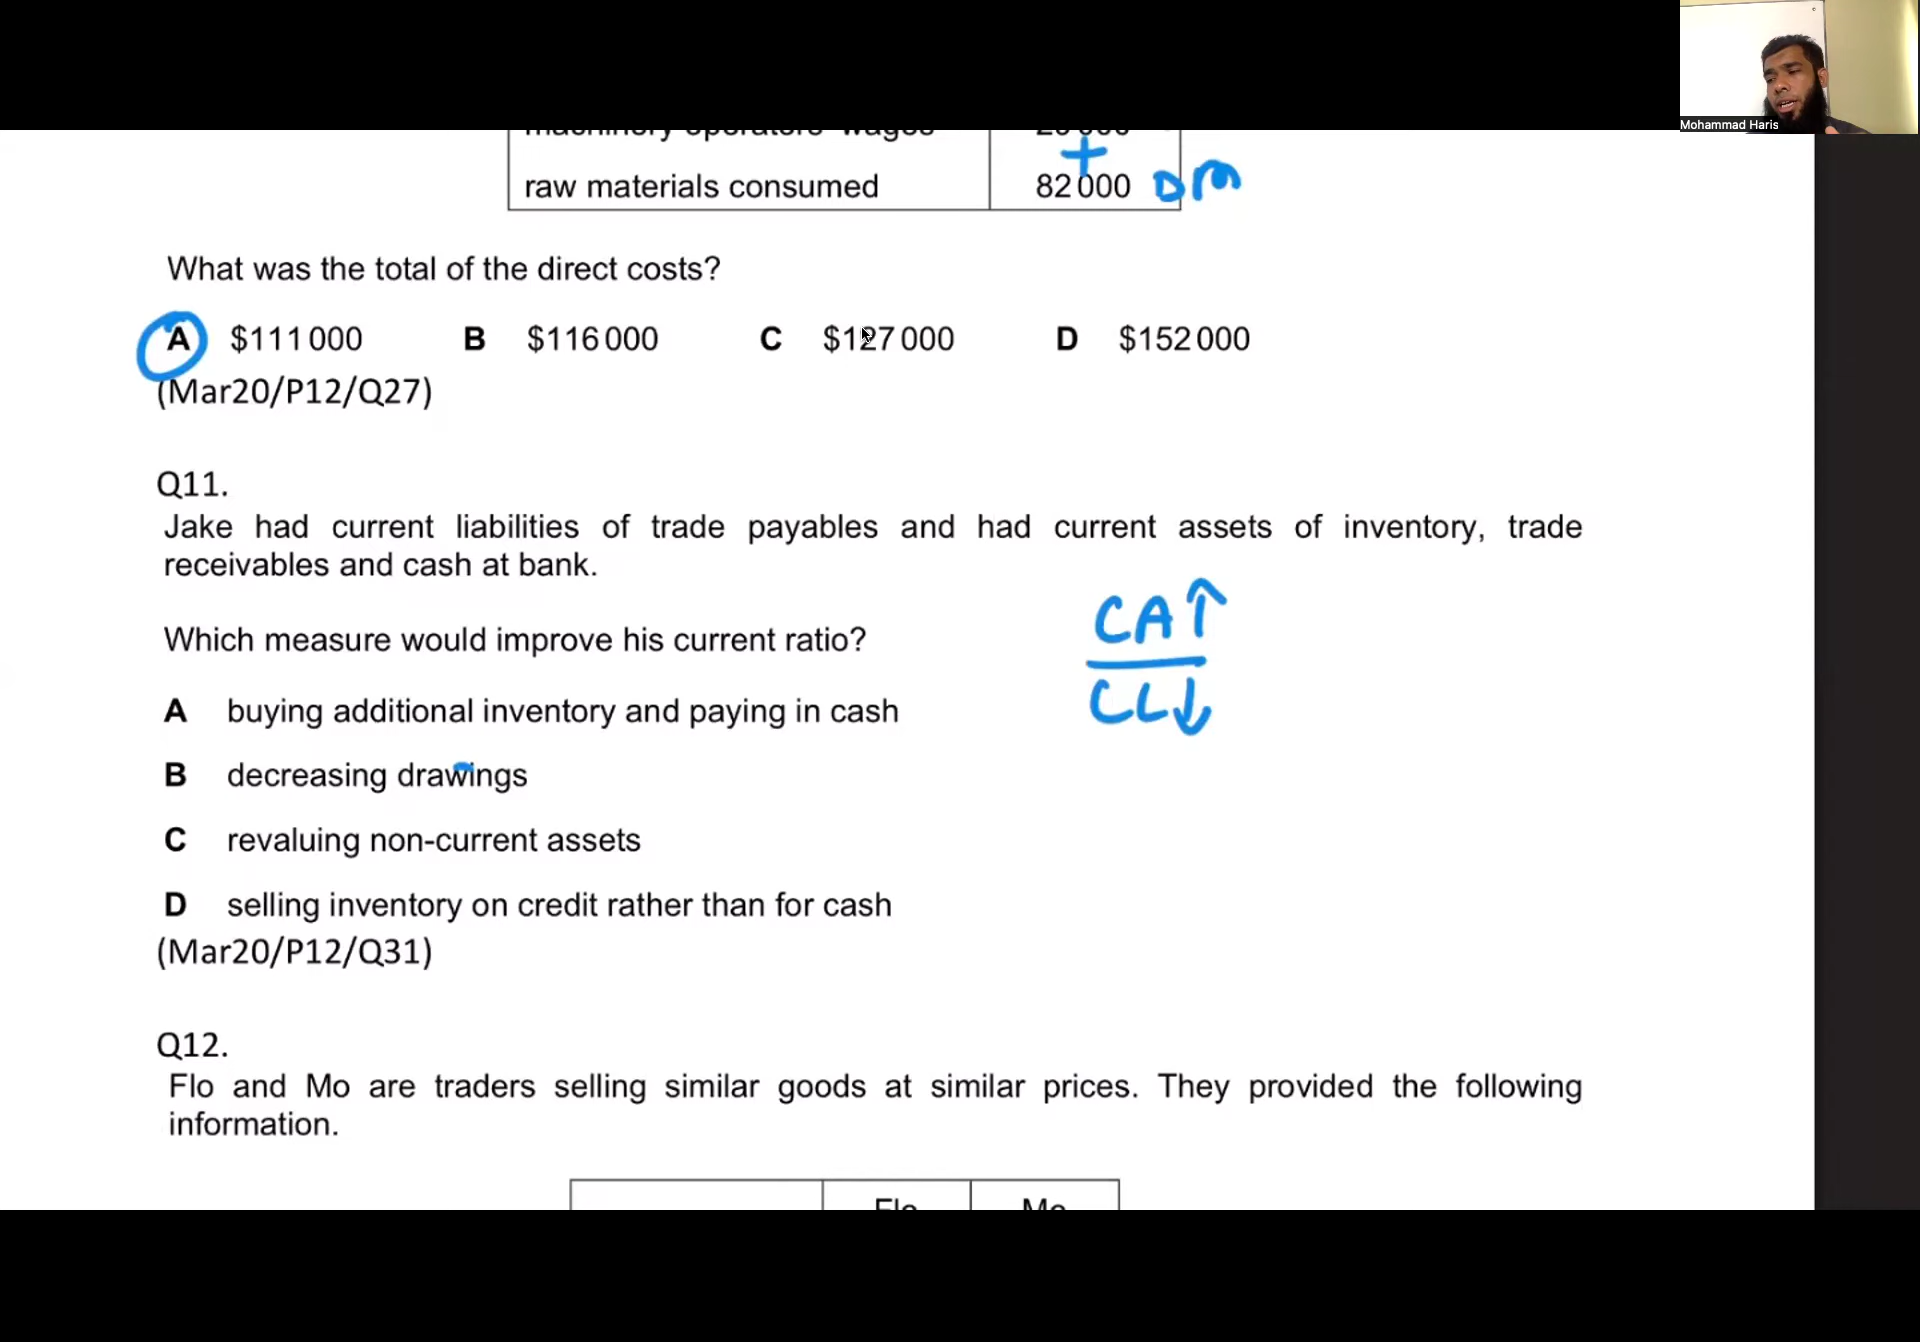 Mohammad Haris
machinery operators' wages
+
raw materials consumed 82 000 DM
What was the total of the direct costs?
A $111 000 B $116 000 C $127 000 D $152 000
(Mar20/P12/Q27)
Q11.
Jake had current liabilities of trade payables and had current assets of inventory, trade
receivables and cash at bank.
CA↑
Which measure would improve his current ratio?
CL↓
A buying additional inventory and paying in cash
B decreasing drawings
C revaluing non-current assets
D selling inventory on credit rather than for cash
(Mar20/P12/Q31)
Q12.
Flo and Mo are traders selling similar goods at similar prices. They provided the following
information.
Flo Mo